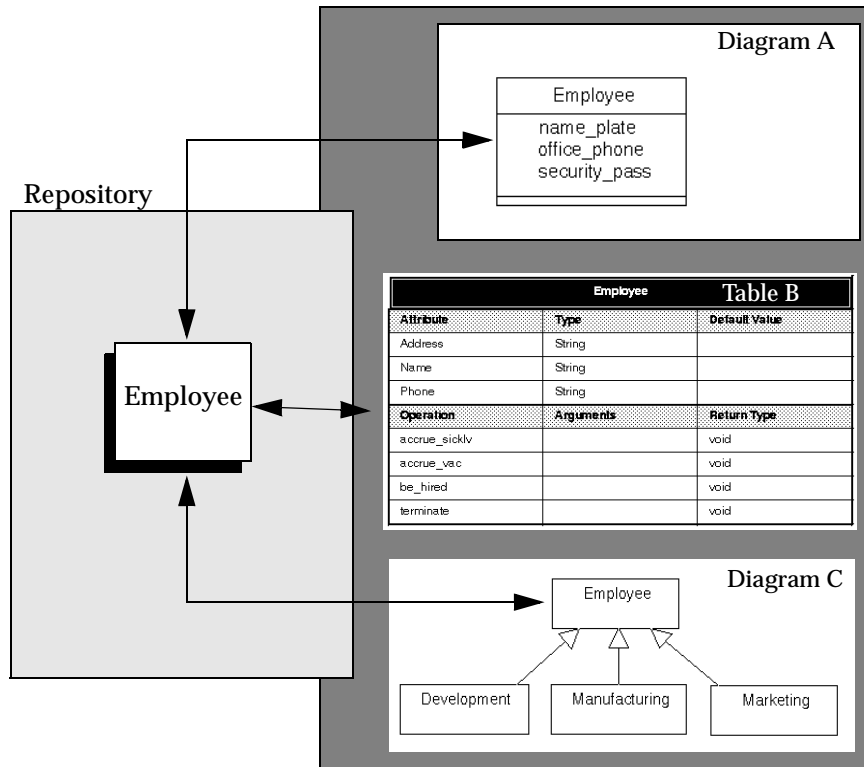 Diagram A
Employee
name_plate
office_phone
security_pass
Repository
Employee
Employee Table B
Attribute Type Default Value
Address String
Name String
Phone String
Operation Arguments Return Type
accrue_sicklv void
accrue_vac void
be_hired void
terminate void
Diagram C
Employee
Development Manufacturing Marketing